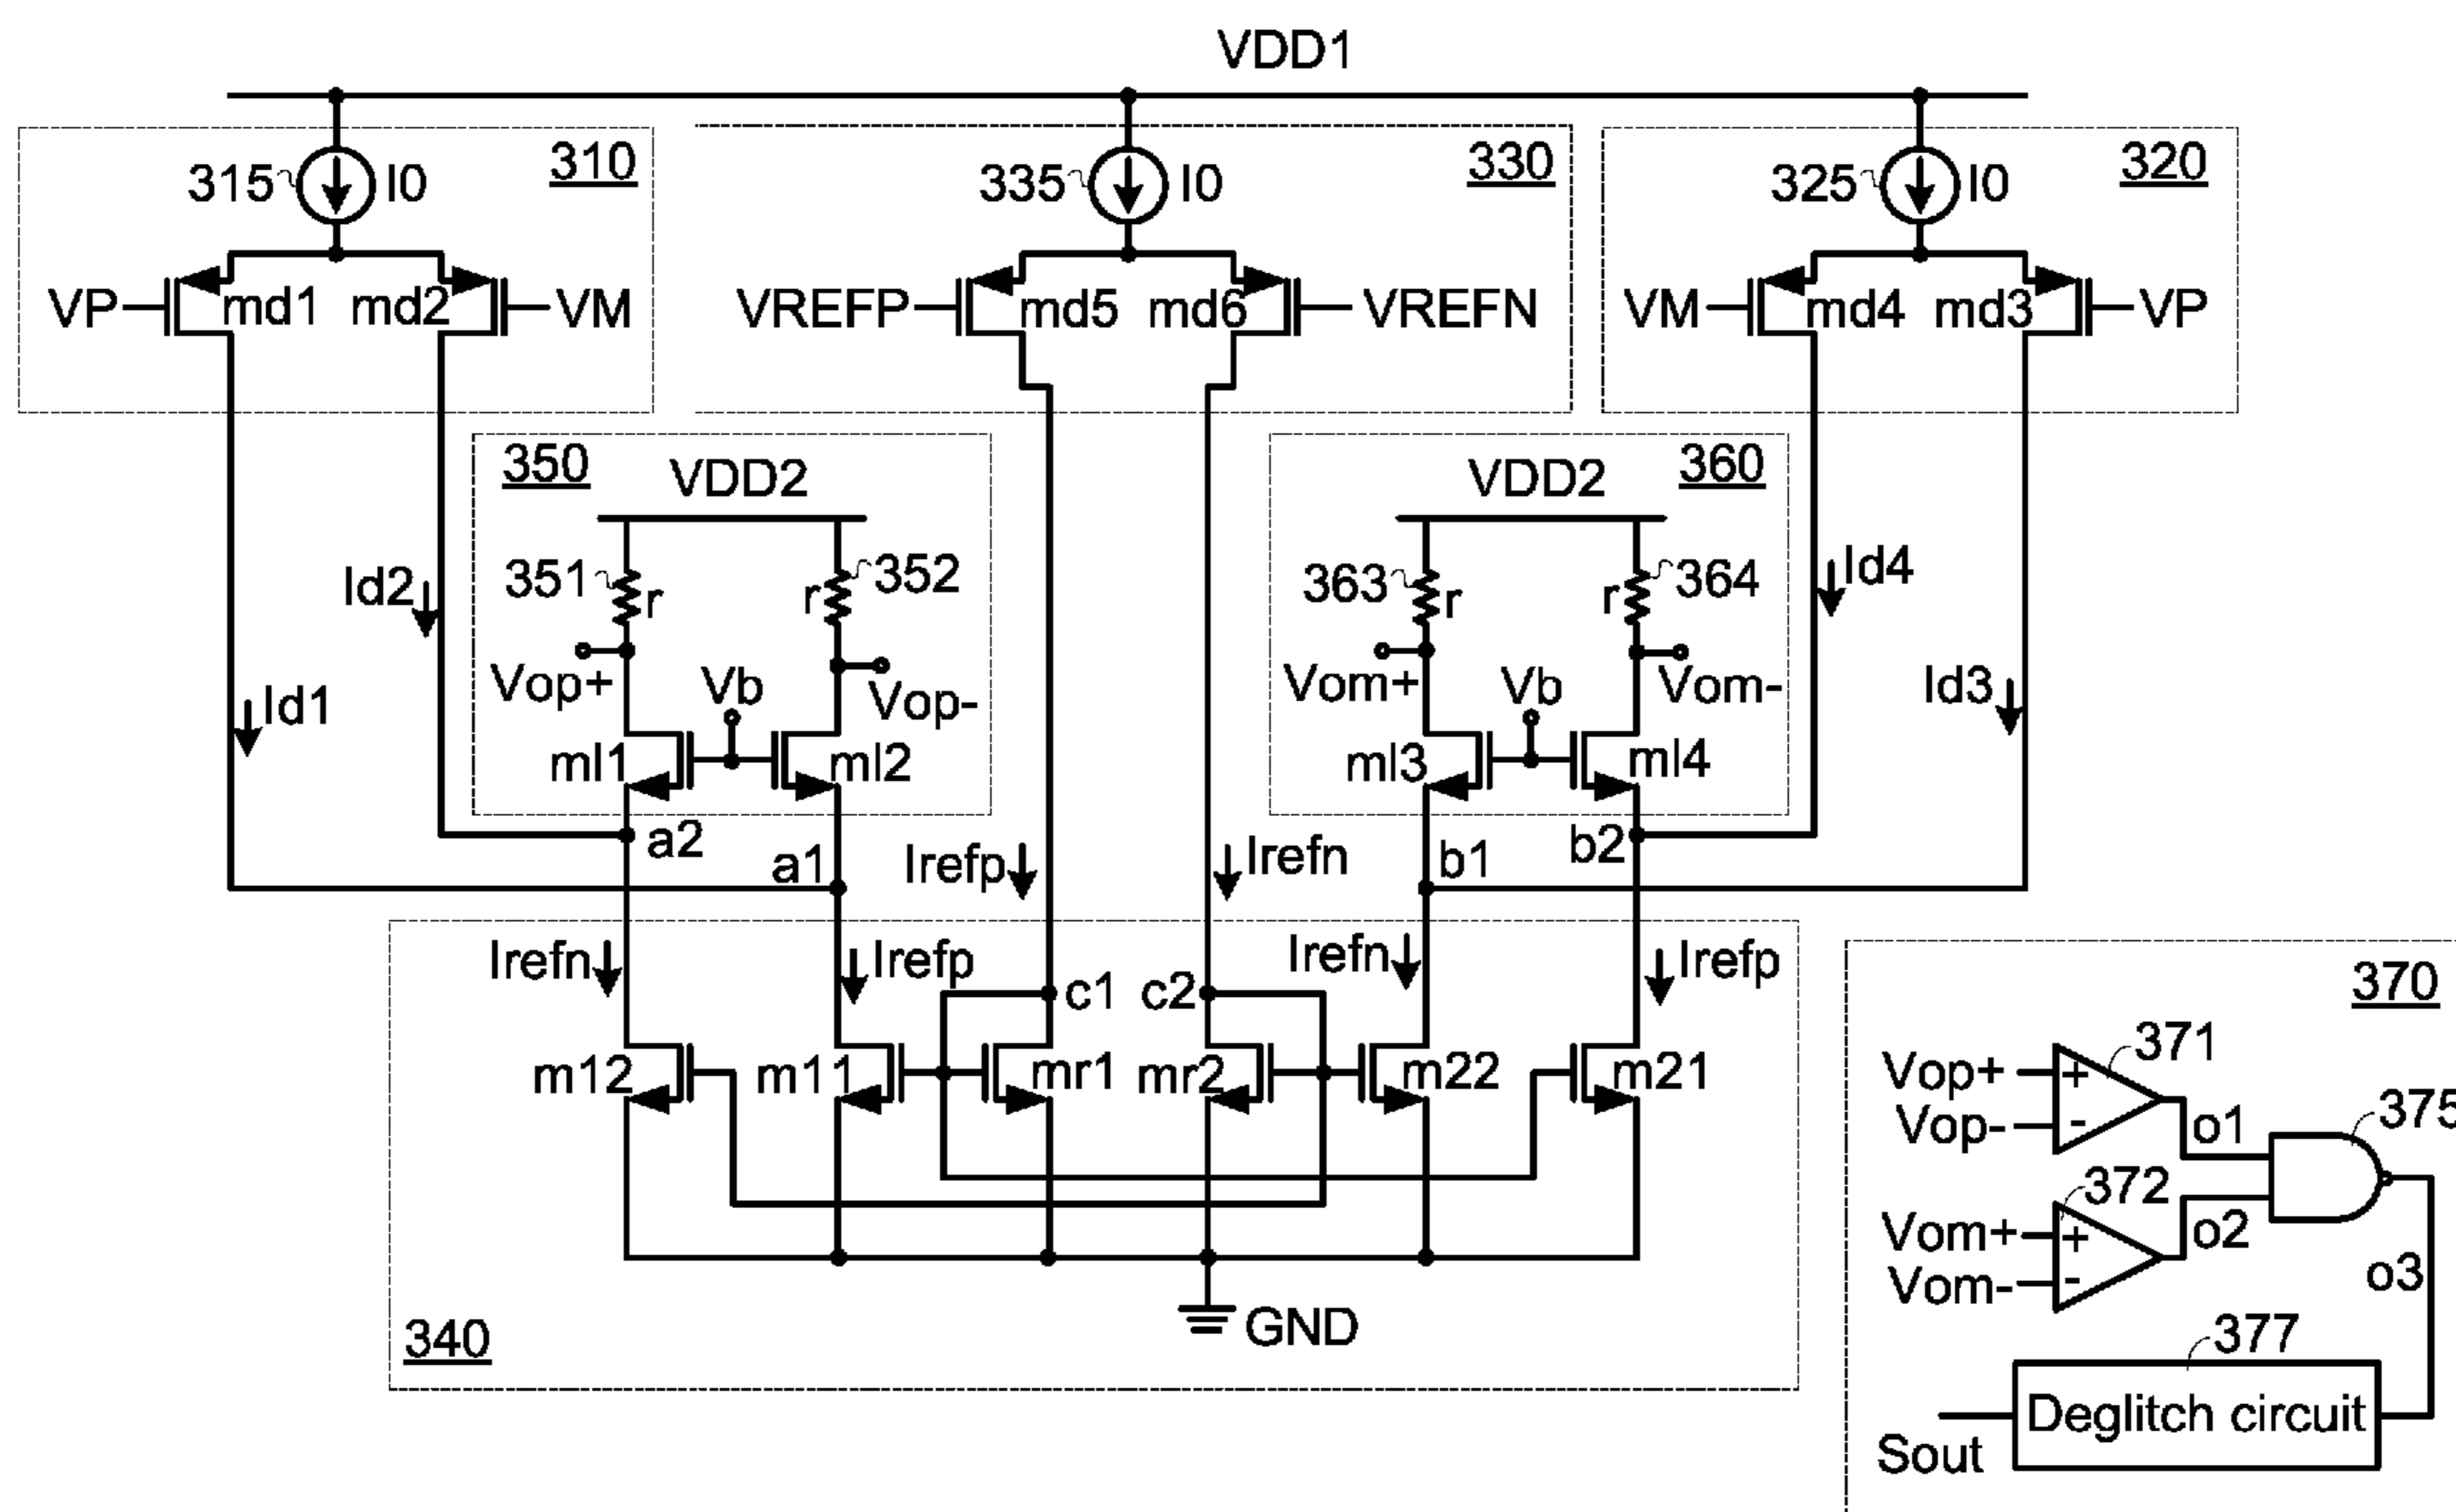 VDD1
310
330
320
315
I0
335
I0
325
I0
VP
md1
md2
VM
VREFP
md5
md6
VREFN
VM
md4
md3
VP
350
VDD2
VDD2
360
351
r
r
352
363
r
r
364
Id2
Id4
Vop+
Vb
Vop-
Vom+
Vb
Vom-
Id1
Id3
ml1
ml2
ml3
ml4
a2
a1
Irefp
Irefn
b1
b2
Irefn
Irefp
c1
c2
Irefn
Irefp
m12
m11
mr1
mr2
m22
m21
GND
340
370
Vop+
Vop-
+
-
371
o1
375
Vom+
Vom-
+
-
372
o2
o3
377
Deglitch circuit
Sout